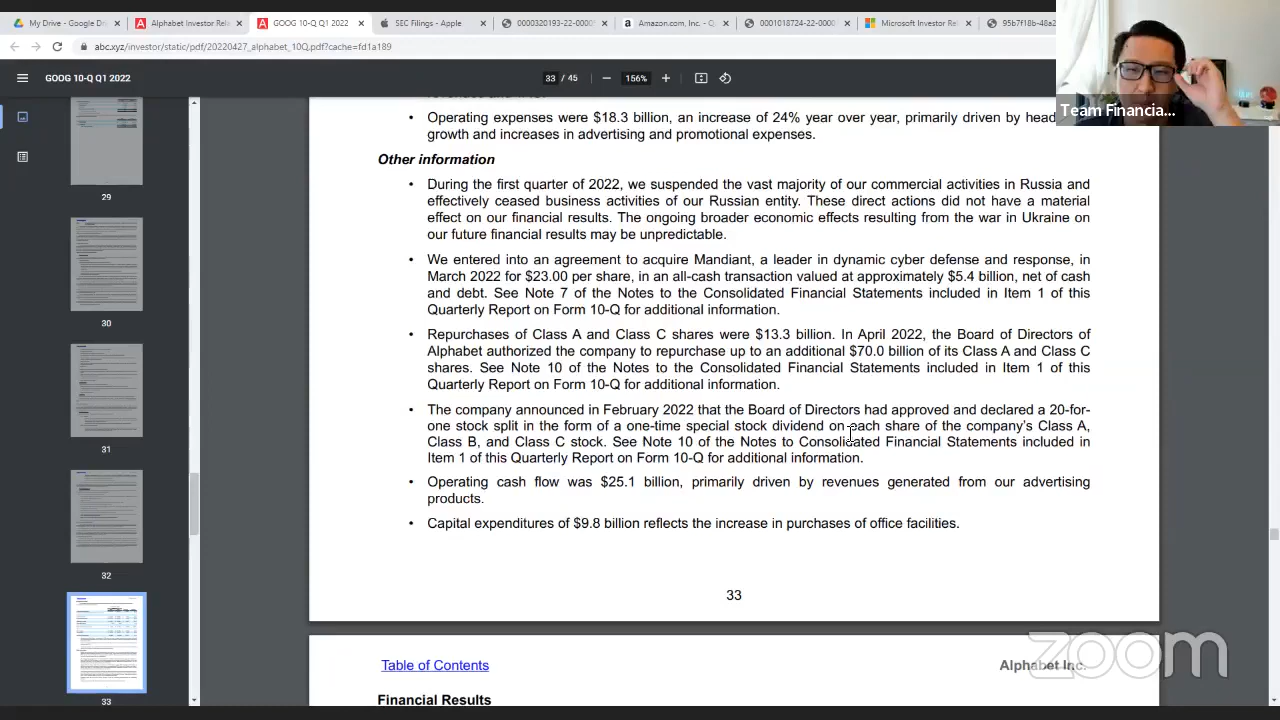 My Drive - Google D
Alphabet Investor Rel
GOOG 10-Q Q1 2022
SEC Filings - Apple
0000320193-22-0000
Amazon.com, Inc. - Q
0001018724-22-0000
Microsoft Investor Re
95b7f18b-48a2
abc.xyz/investor/static/pdf/20220427_alphabet_10Q.pdf?cache=fd1a189
GOOG 10-Q Q1 2022
33 / 45
156%
Team Financia...
29
30
31
32
33
• Operating expenses were $18.3 billion, an increase of 24% year over year, primarily driven by head
growth and increases in advertising and promotional expenses.
Other information
• During the first quarter of 2022, we suspended the vast majority of our commercial activities in Russia and
effectively ceased business activities of our Russian entity. These direct actions did not have a material
effect on our financial results. The ongoing broader economic effects resulting from the war in Ukraine on
our future financial results may be unpredictable.
• We entered into an agreement to acquire Mandiant, a leader in dynamic cyber defense and response, in
March 2022 for $23.00 per share, in an all-cash transaction valued at approximately $5.4 billion, net of cash
and debt. See Note 7 of the Notes to the Consolidated Financial Statements included in Item 1 of this
Quarterly Report on Form 10-Q for additional information.
• Repurchases of Class A and Class C shares were $13.3 billion. In April 2022, the Board of Directors of
Alphabet authorized the company to repurchase up to an additional $70.0 billion of its Class A and Class C
shares. See Note 10 of the Notes to the Consolidated Financial Statements included in Item 1 of this
Quarterly Report on Form 10-Q for additional information.
• The company announced in February 2022 that the Board of Directors had approved and declared a 20-for-
one stock split in the form of a one-time special stock dividend on each share of the company's Class A,
Class B, and Class C stock. See Note 10 of the Notes to Consolidated Financial Statements included in
Item 1 of this Quarterly Report on Form 10-Q for additional information.
• Operating cash flow was $25.1 billion, primarily driven by revenues generated from our advertising
products.
• Capital expenditures of $9.8 billion reflects the increase in purchases of office facilities.
33
Table of Contents
Alphabet Inc.
Financial Results
zoom